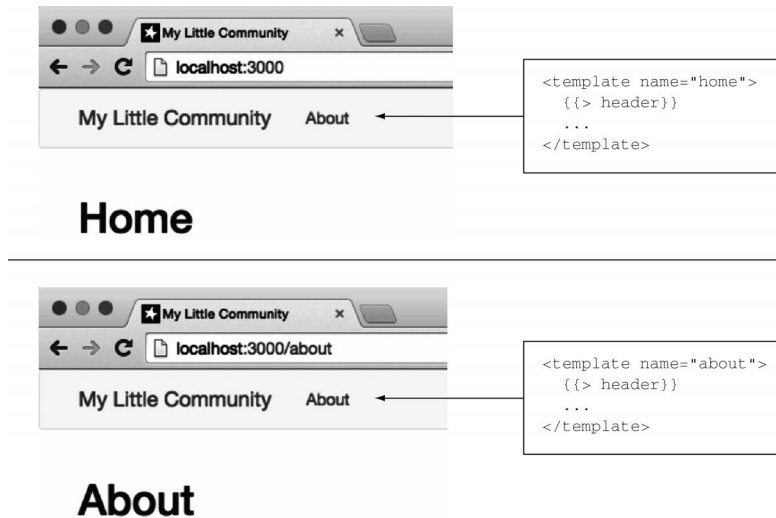 My Little Community
localhost:3000
My Little Community About
<template name="home">
{{> header}}
...
</template>
Home
My Little Community
localhost:3000/about
My Little Community About
<template name="about">
{{> header}}
...
</template>
About